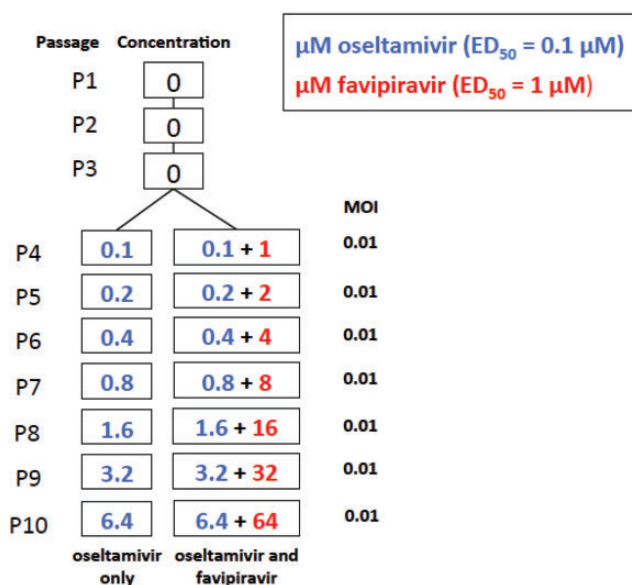 Passage Concentration
µM oseltamivir (ED50 = 0.1 µM)
µM favipiravir (ED50 = 1 µM)
P1 0
P2 0
P3 0
MOI
P4 0.1 0.1 + 1 0.01
P5 0.2 0.2 + 2 0.01
P6 0.4 0.4 + 4 0.01
P7 0.8 0.8 + 8 0.01
P8 1.6 1.6 + 16 0.01
P9 3.2 3.2 + 32 0.01
P10 6.4 6.4 + 64 0.01
oseltamivir oseltamivir and
only favipiravir